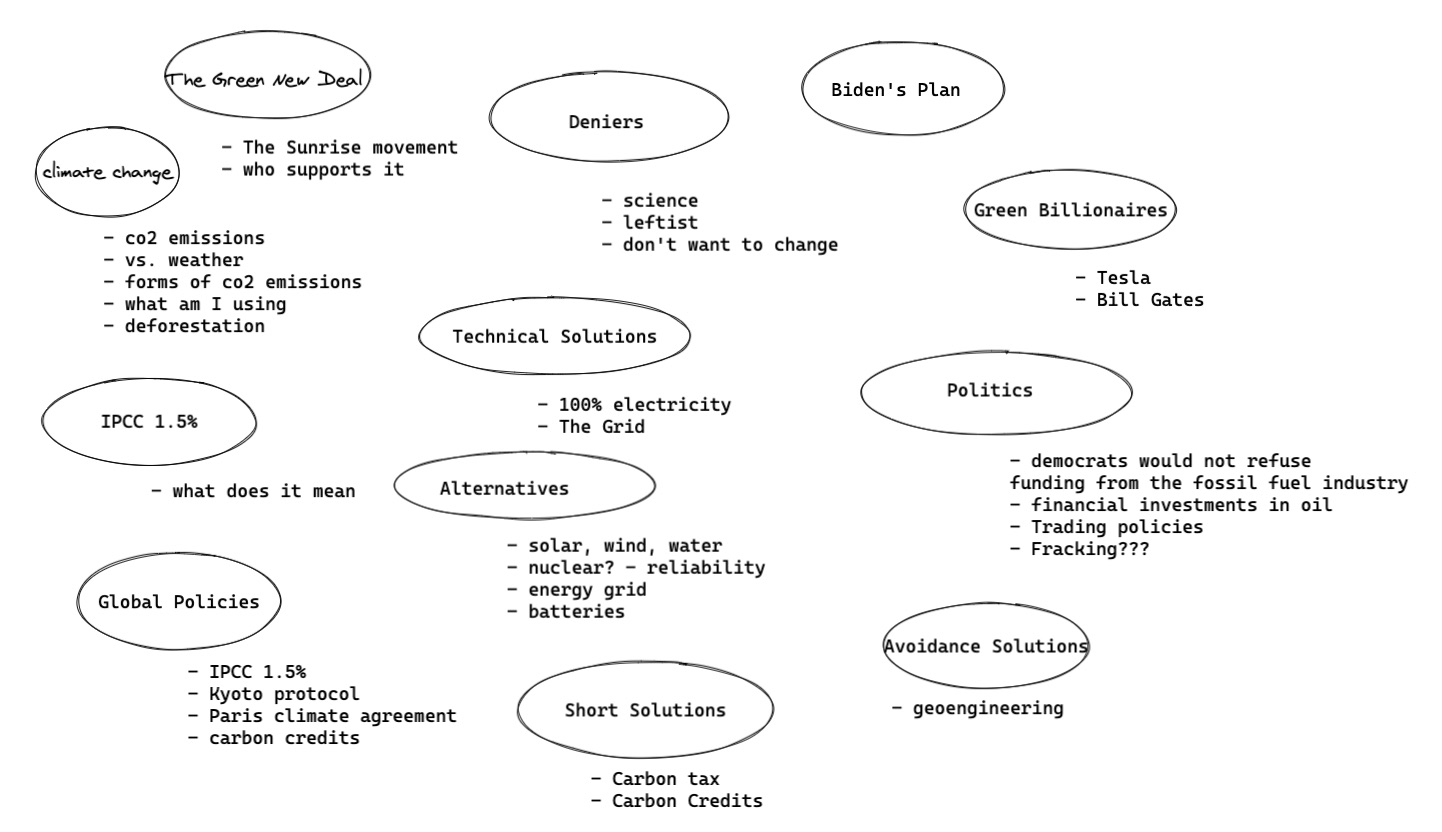 The Green New Deal
- The Sunrise movement
- who supports it
climate change
- co2 emissions
- vs. weather
- forms of co2 emissions
- what am I using
- deforestation
IPCC 1.5%
- what does it mean
Global Policies
- IPCC 1.5%
- Kyoto protocol
- Paris climate agreement
- carbon credits
Deniers
- science
- leftist
- don't want to change
Technical Solutions
- 100% electricity
- The Grid
Alternatives
- solar, wind, water
- nuclear? - reliability
- energy grid
- batteries
Short Solutions
- Carbon tax
- Carbon Credits
Biden's Plan
Green Billionaires
- Tesla
- Bill Gates
Politics
- democrats would not refuse
funding from the fossil fuel industry
- financial investments in oil
- Trading policies
- Fracking???
Avoidance Solutions
- geoengineering